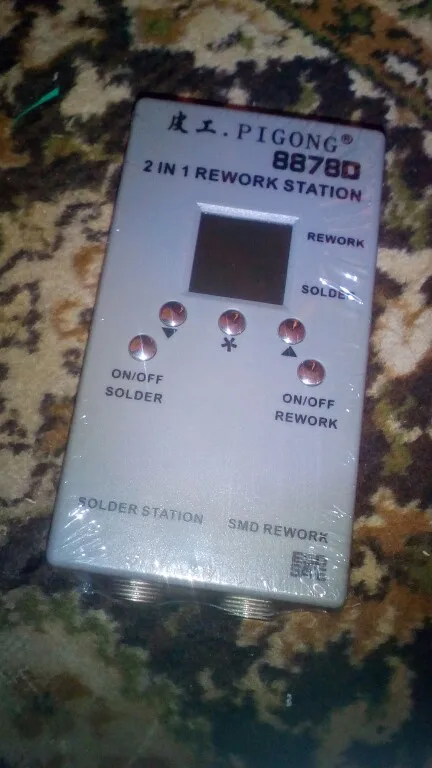 皮工.PIGONG®
8878D
2 IN 1 REWORK STATION
REWORK
SOLDER
ON/OFF
SOLDER
ON/OFF
REWORK
SOLDER STATION
SMD REWORK